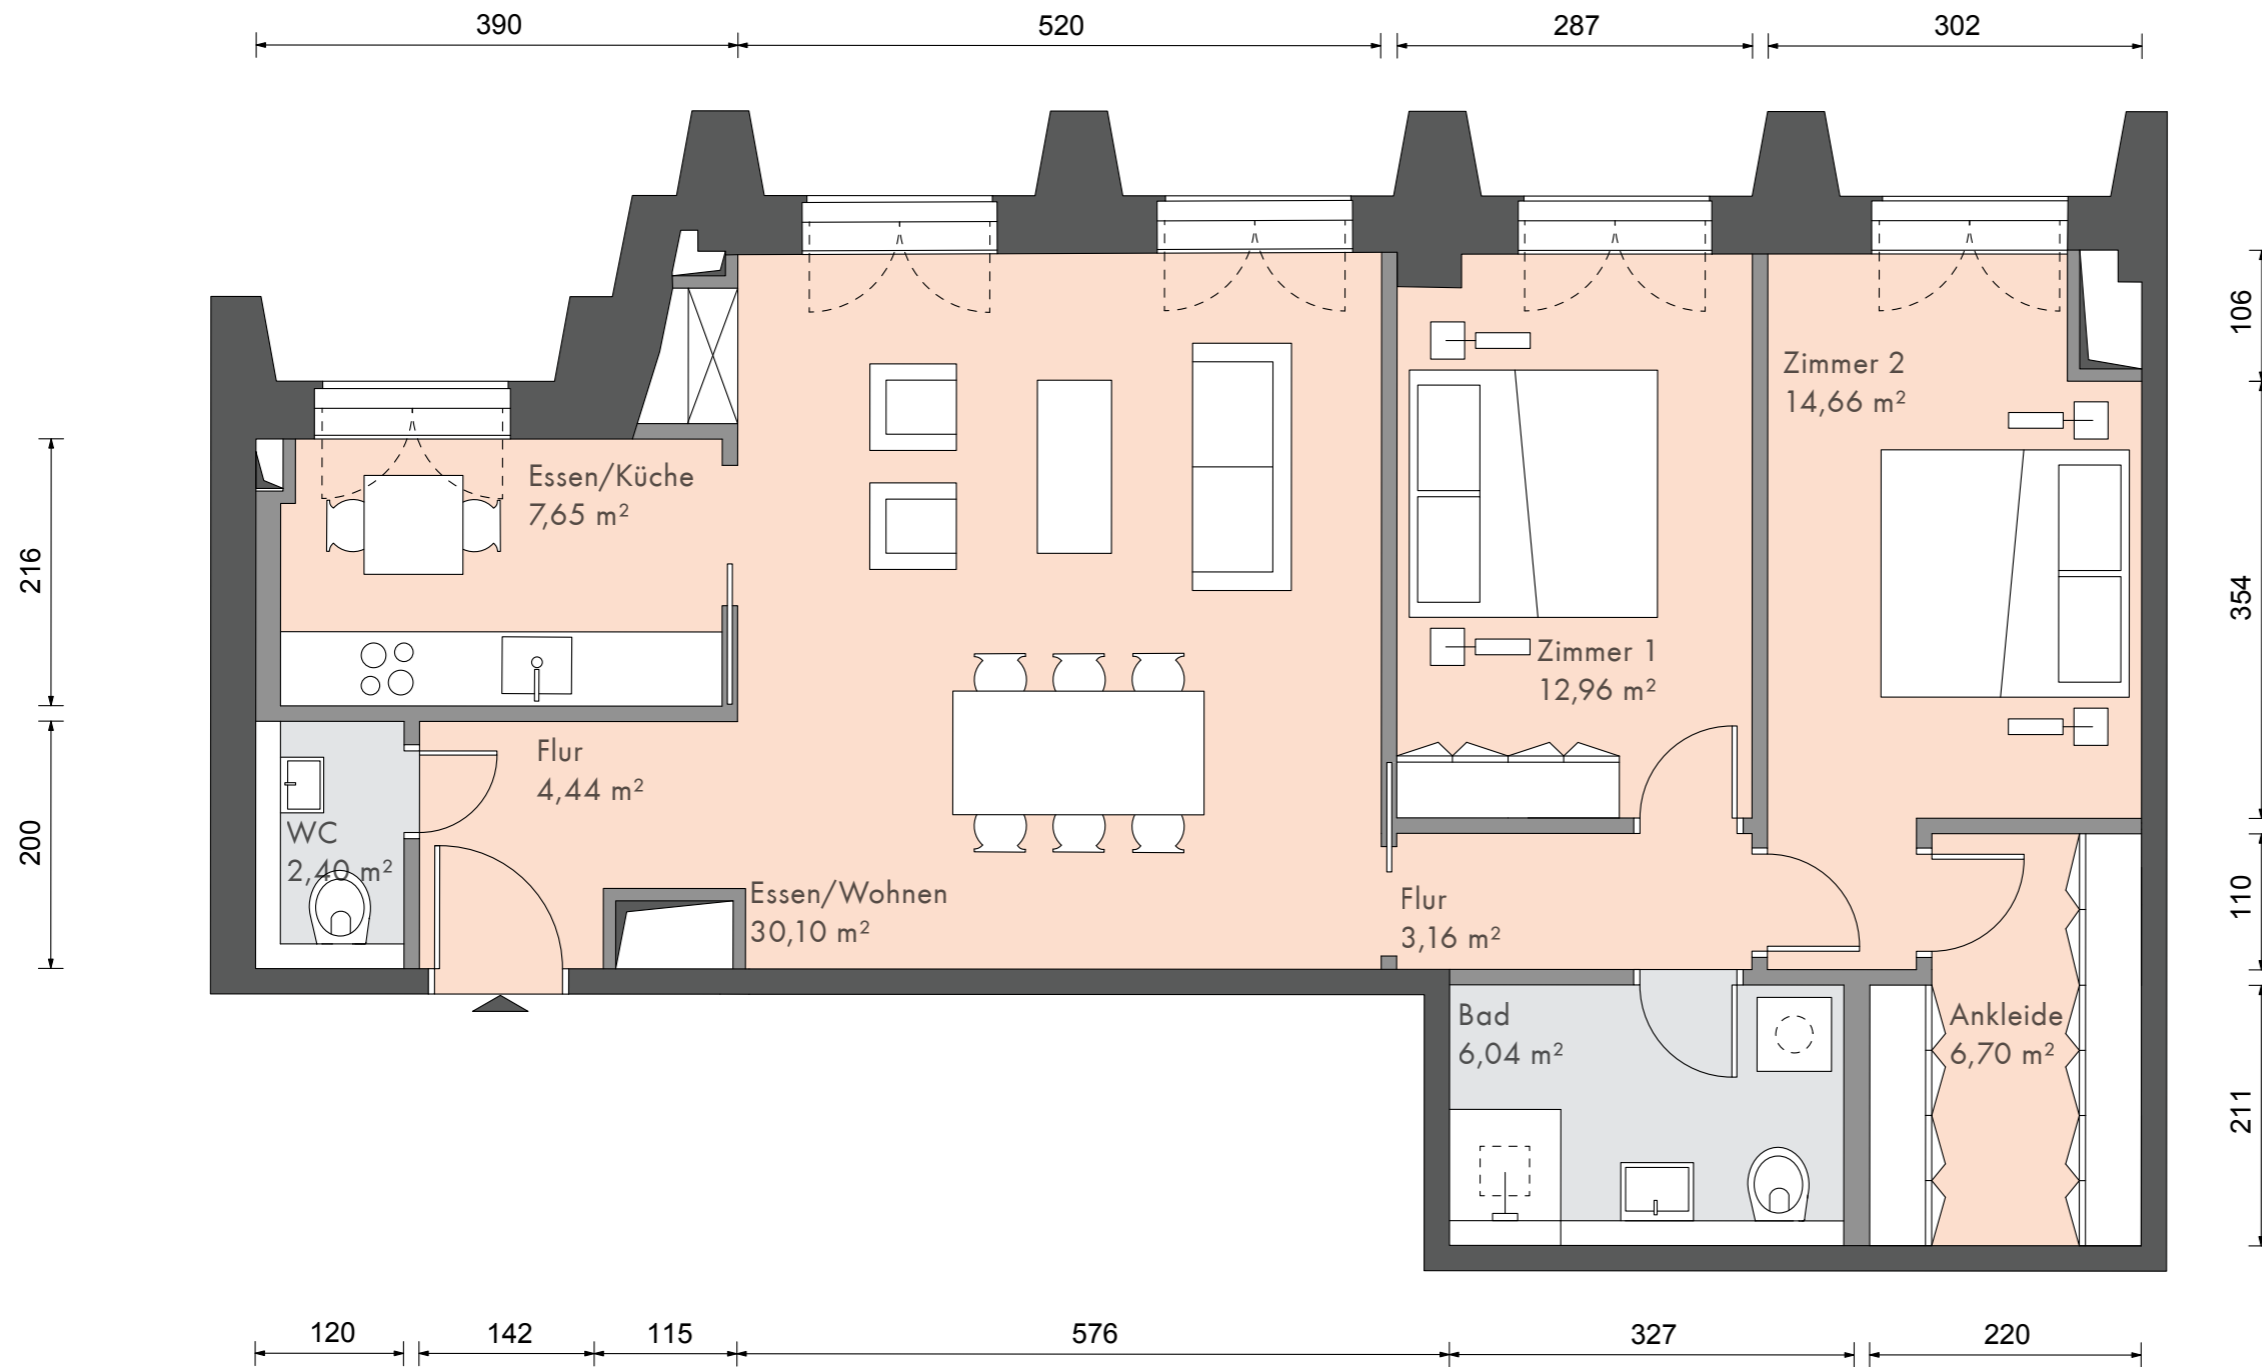 390
520
287
302
106
Zimmer 2
14,66 m²
Essen/Küche
7,65 m²
216
354
Zimmer 1
12,96 m²
Flur
4,44 m²
WC
2,40 m²
200
Essen/Wohnen
30,10 m²
Flur
3,16 m²
110
Bad
6,04 m²
Ankleide
6,70 m²
211
120
142
115
576
327
220